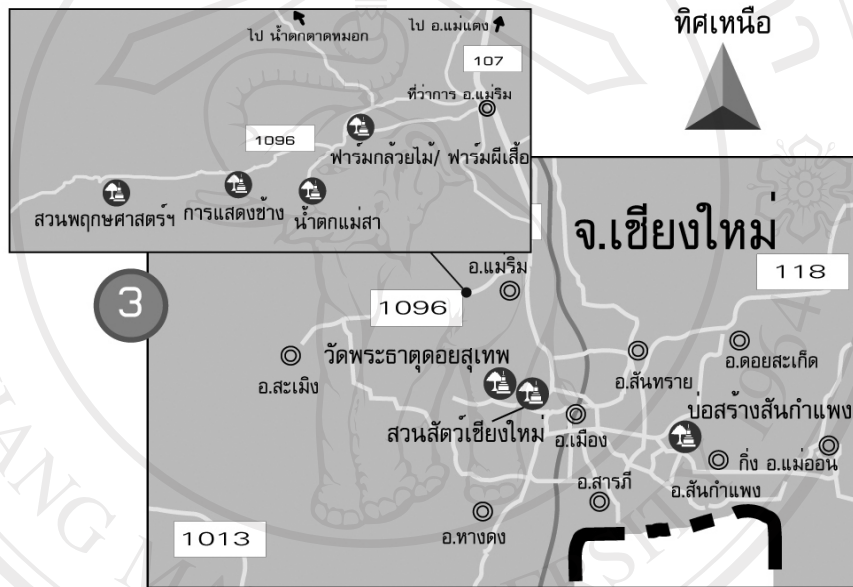 ทิศเหนือ
ไป น้ำตกตาดหมอก
ไป อ.แม่แตง
107
ที่ว่าการ อ.แม่ริม
1096
ฟาร์มกล้วยไม้/ ฟาร์มผีเสื้อ
สวนพฤกษศาสตร์ฯ
การแสดงช้าง
น้ำตกแม่สา
จ.เชียงใหม่
118
อ.แม่ริม
3
1096
อ.สะเมิง
วัดพระธาตุดอยสุเทพ
อ.สันทราย
อ.ดอยสะเก็ด
สวนสัตว์เชียงใหม่
อ.เมือง
บ่อสร้างสันกำแพง
กิ่ง อ.แม่ออน
อ.สันกำแพง
อ.สารภี
อ.หางดง
1013
1964